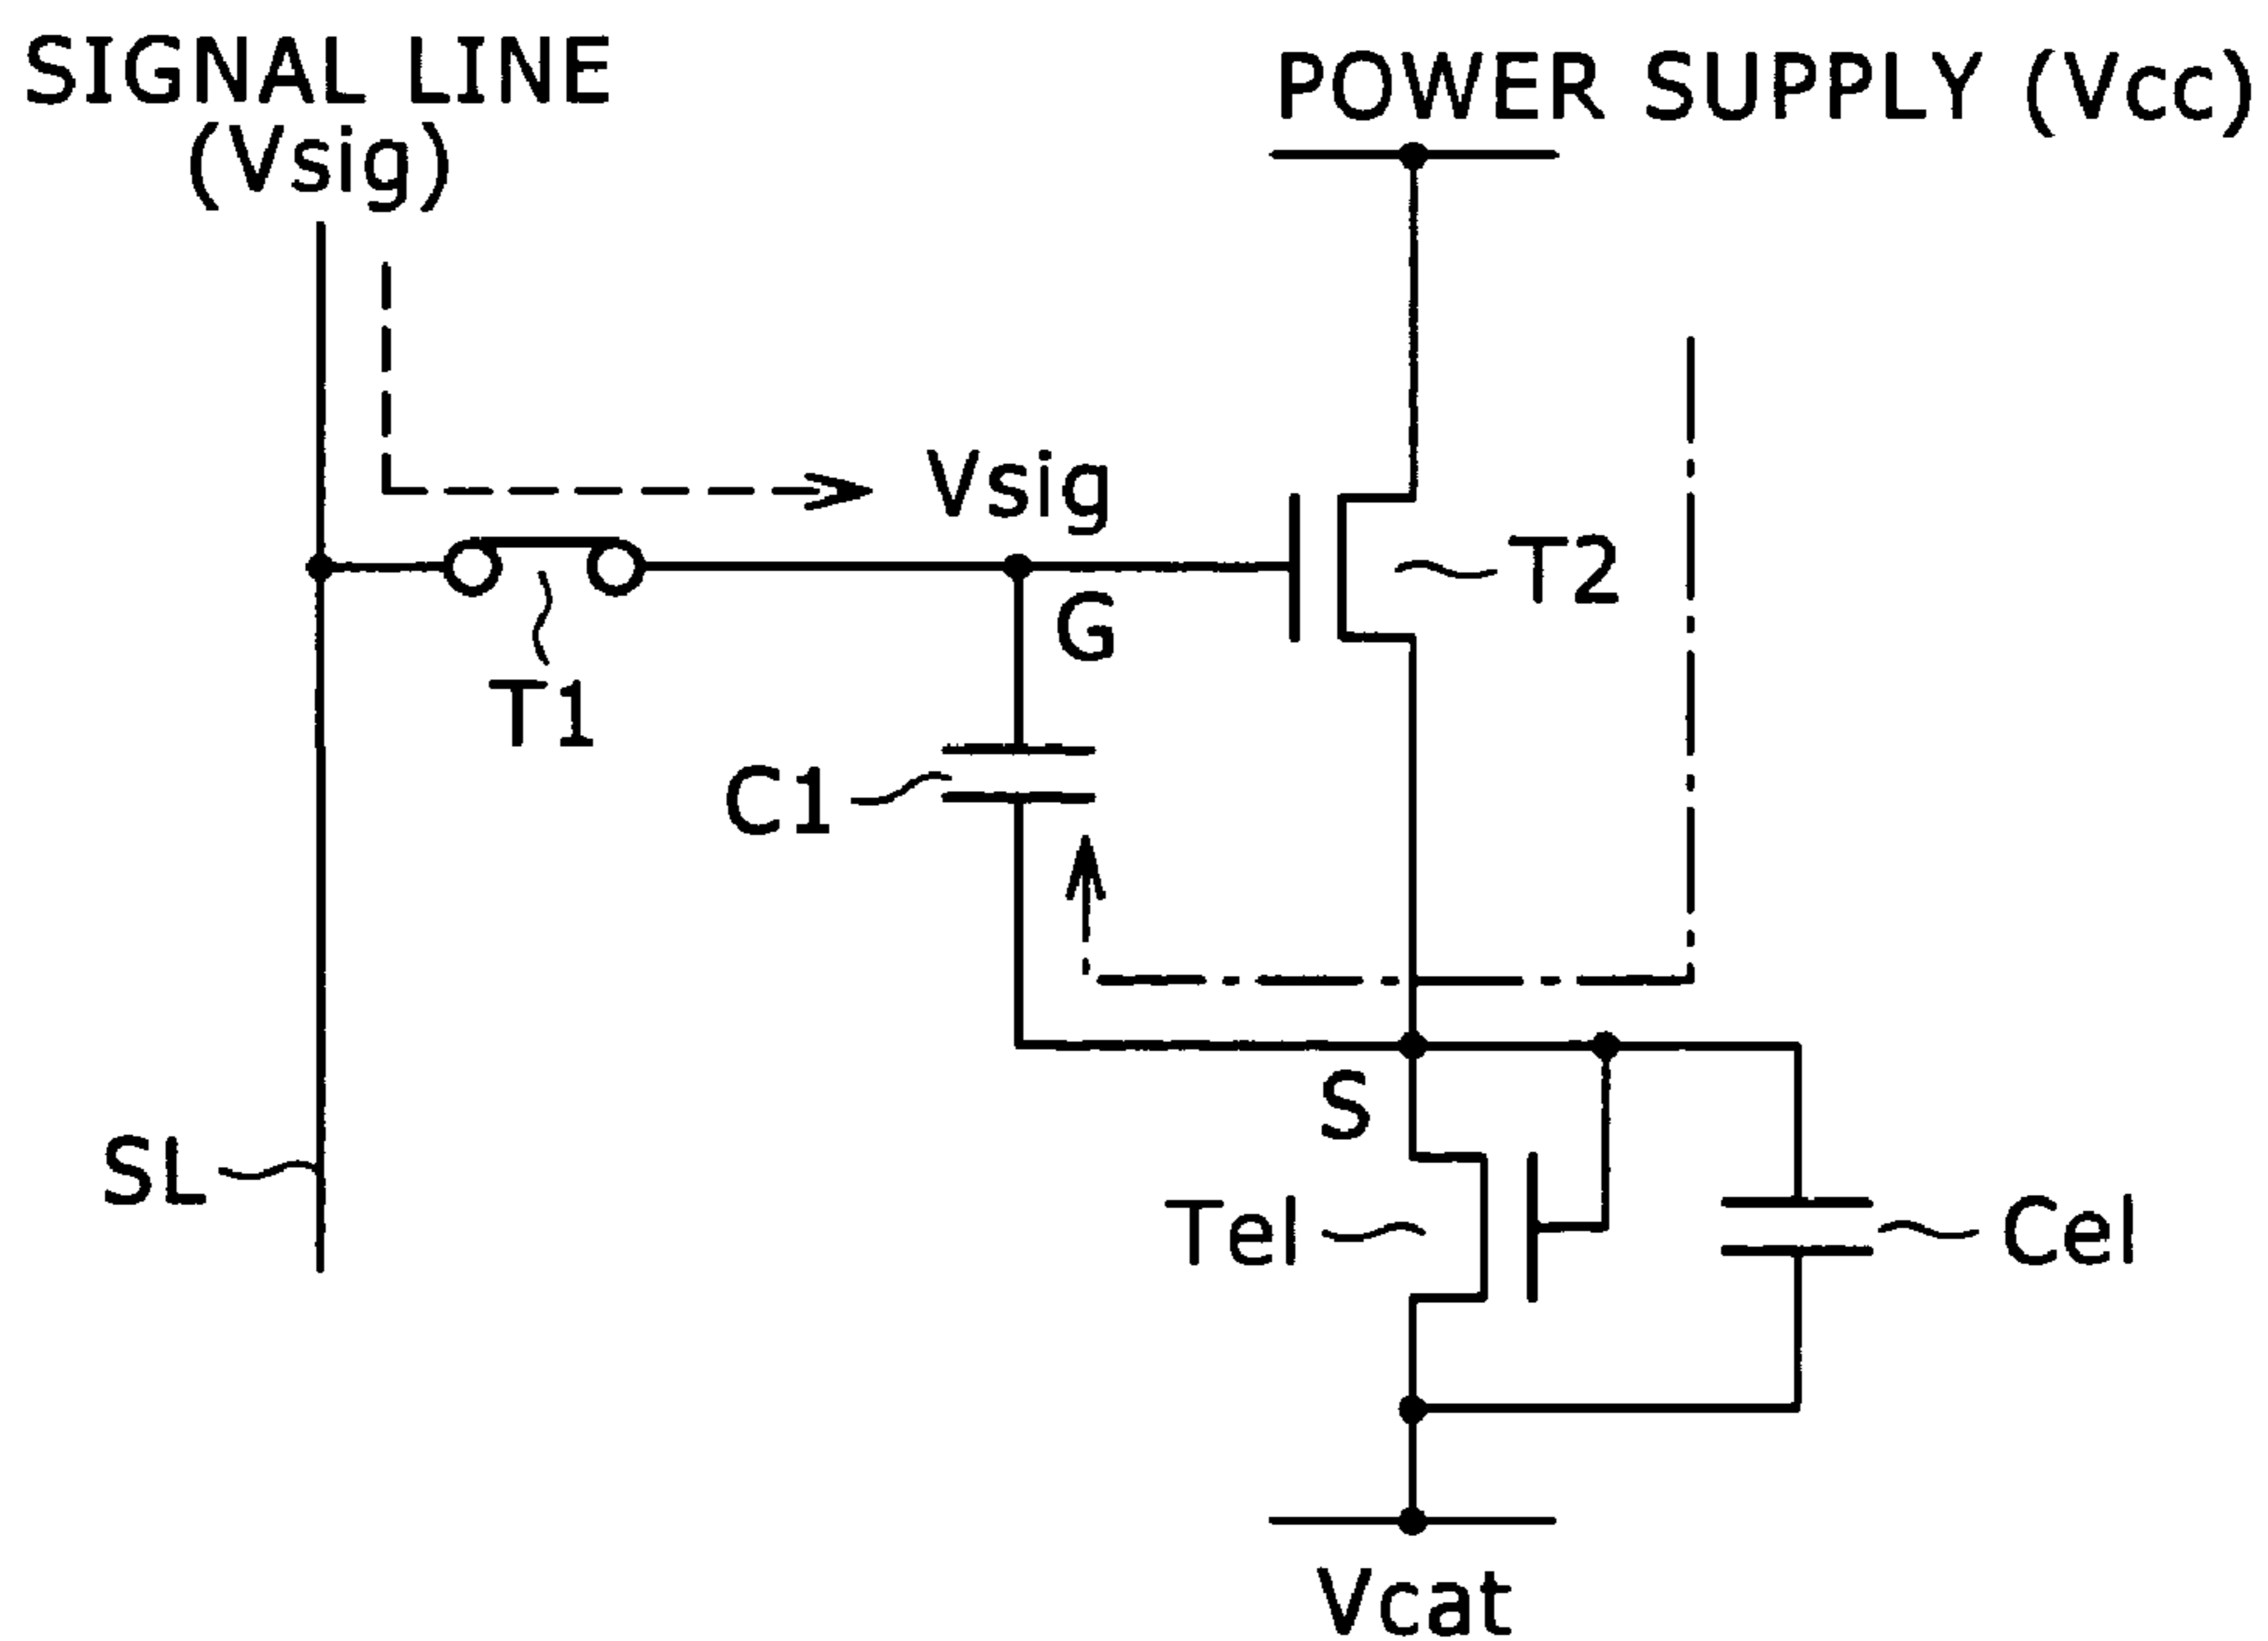 SIGNAL LINE
(Vsig)
POWER SUPPLY (Vcc)
Vsig
T2
G
T1
C1
S
SL
Tel
Cel
Vcat